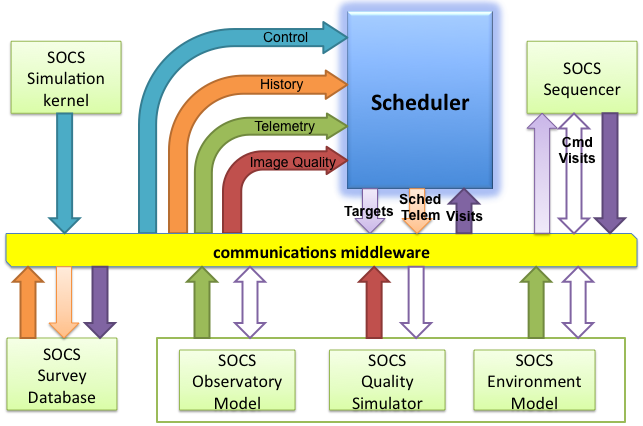 SOCS
Simulation
kernel
Control
History
Telemetry
Image Quality
Scheduler
SOCS
Sequencer
Cmd
Visits
Targets
Sched
Telem
Visits
communications middleware
SOCS
Survey
Database
SOCS
Observatory
Model
SOCS
Quality
Simulator
SOCS
Environment
Model